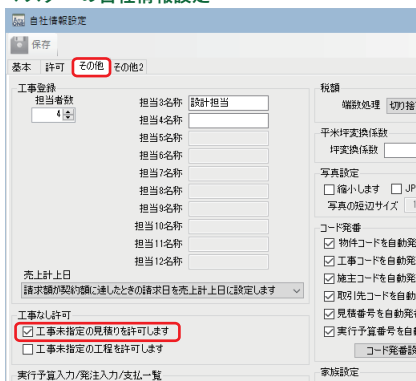 自社情報設定
保存
基本 許可 その他 その他2
工事登録
担当者数
4
担当3名称 設計担当
担当4名称
担当5名称
担当6名称
担当7名称
担当8名称
担当9名称
担当10名称
担当11名称
担当12名称
売上計上日
請求額が契約額に達したときの請求日を売上計上日に設定します
工事なし許可
工事未指定の見積りを許可します
工事未指定の工程を許可します
実行予算入力/発注入力/支払一覧
税額
端数処理 切り捨
平米坪変換係数
坪変換係数
写真設定
縮小します JP
写真の短辺サイズ 1
コード発番
物件コードを自動発
工事コードを自動発
施主コードを自動発
取引先コードを自動
見積番号を自動発
実行予算番号を自
コード発番設
家族設定